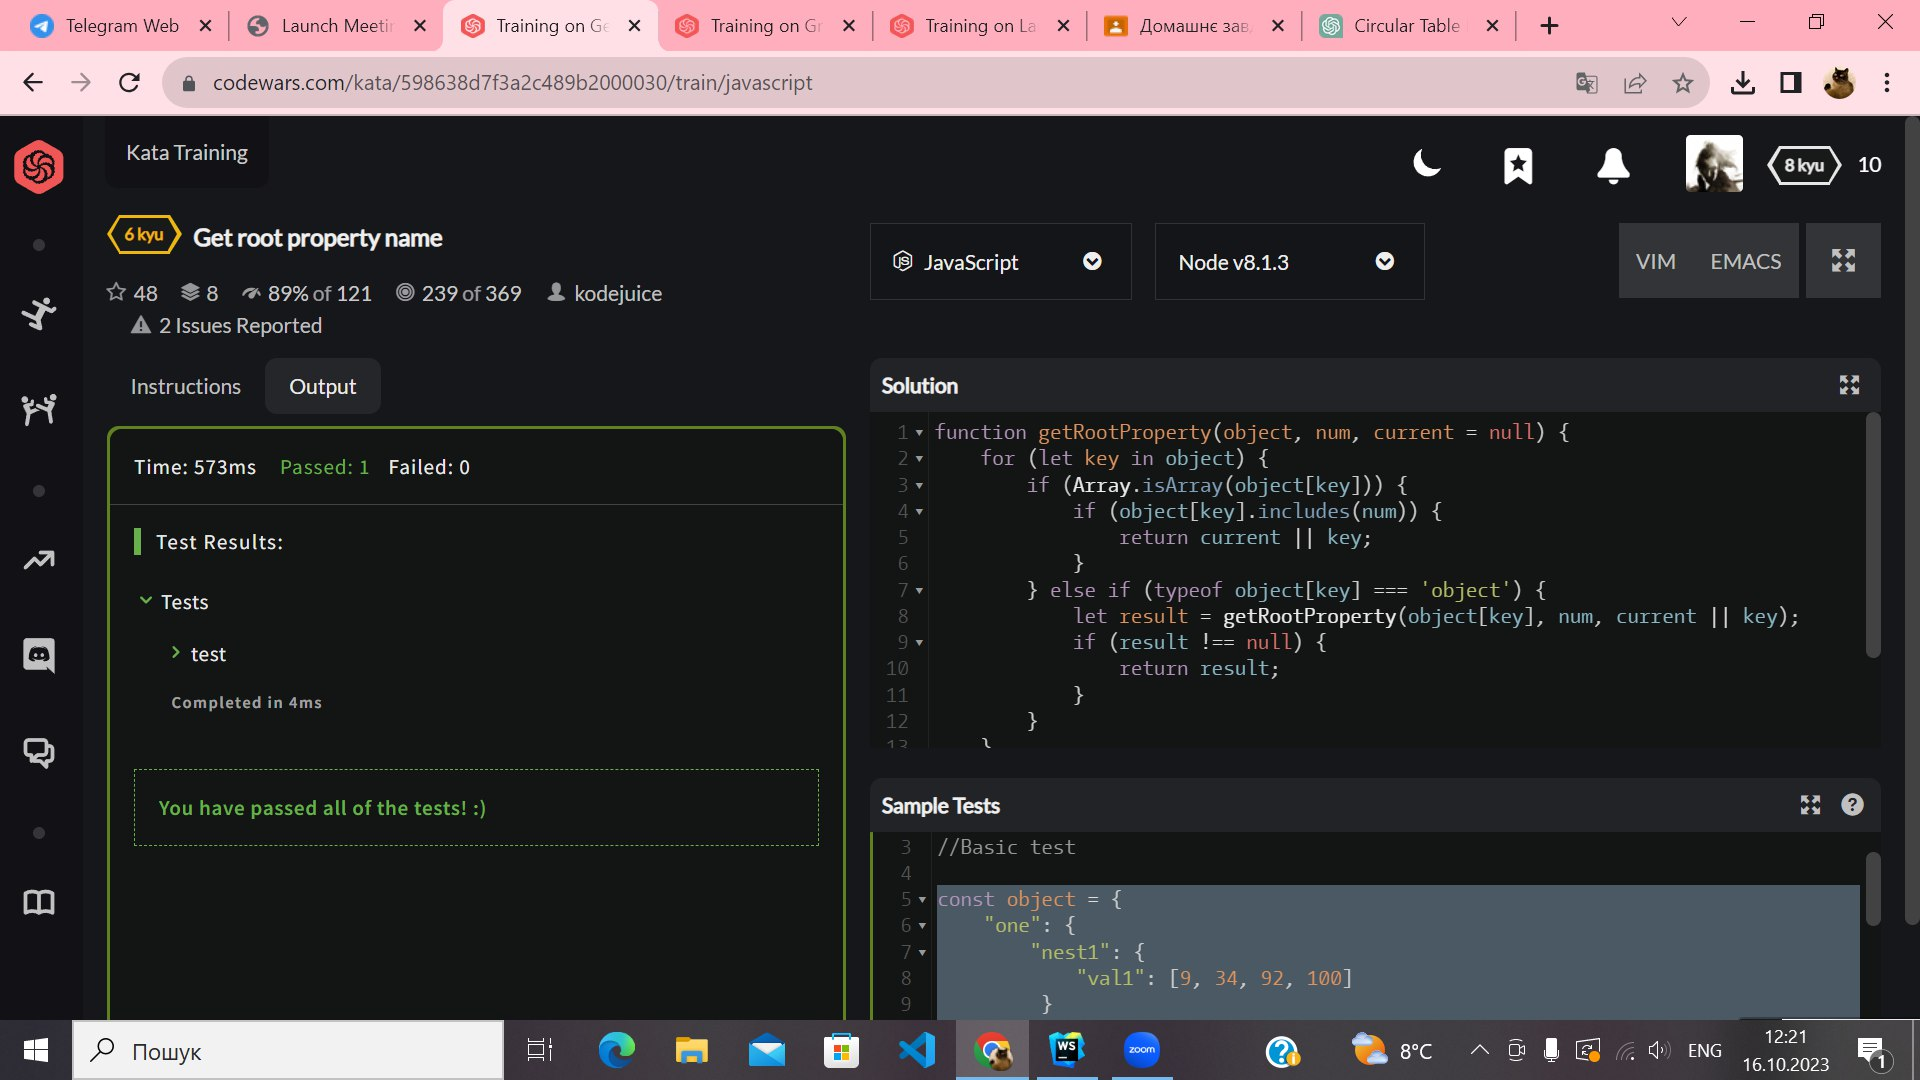 Telegram Web
Launch Meetin
Training on Ge
Training on Gr
Training on La
Домашнє зав
Circular Table
codewars.com/kata/598638d7f3a2c489b2000030/train/javascript
Kata Training
8 kyu
10
6 kyu
Get root property name
48
8
89% of 121
239 of 369
kodejuice
2 Issues Reported
JavaScript
Node v8.1.3
VIM
EMACS
Instructions
Output
Time: 573ms Passed: 1 Failed: 0
Test Results:
Tests
test
Completed in 4ms
You have passed all of the tests! :)
Solution
1 function getRootProperty(object, num, current = null) {
2 for (let key in object) {
3 if (Array.isArray(object[key])) {
4 if (object[key].includes(num)) {
5 return current || key;
6 }
7 } else if (typeof object[key] === 'object') {
8 let result = getRootProperty(object[key], num, current || key);
9 if (result !== null) {
10 return result;
11 }
12 }
13 }
Sample Tests
3 //Basic test
4
5 const object = {
6 "one": {
7 "nest1": {
8 "val1": [9, 34, 92, 100]
9 }
Пошук
WS
zoom
8°C
ENG
12:21
16.10.2023
1